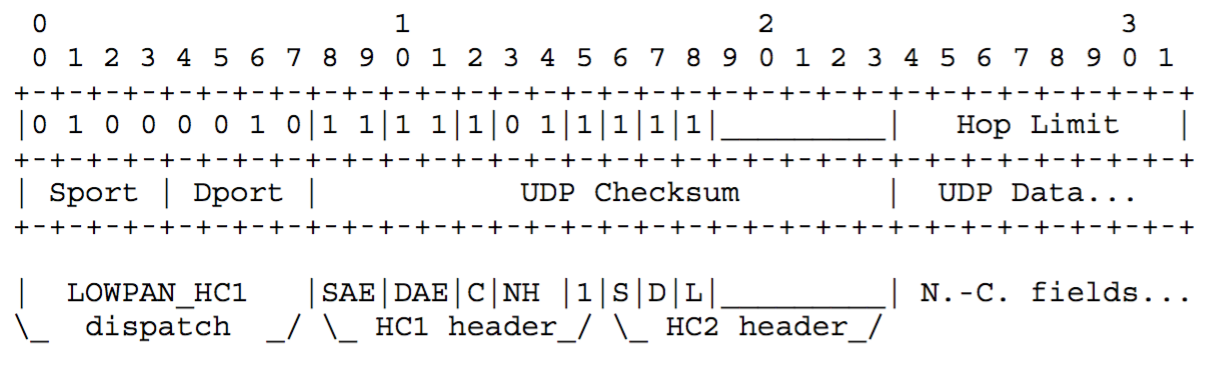 0                   1                   2                   3
 0 1 2 3 4 5 6 7 8 9 0 1 2 3 4 5 6 7 8 9 0 1 2 3 4 5 6 7 8 9 0 1
+-+-+-+-+-+-+-+-+-+-+-+-+-+-+-+-+-+-+-+-+-+-+-+-+-+-+-+-+-+-+-+-+
|0 1 0 0 0 0 1 0|1 1|1 1|1|0 1|1|1|1|1|_________|   Hop Limit   |
+-+-+-+-+-+-+-+-+-+-+-+-+-+-+-+-+-+-+-+-+-+-+-+-+-+-+-+-+-+-+-+-+
| Sport | Dport |           UDP Checksum        |  UDP Data...
+-+-+-+-+-+-+-+-+-+-+-+-+-+-+-+-+-+-+-+-+-+-+-+-+-+-+-+-+-+-+-+-+
|  LOWPAN_HC1   |SAE|DAE|C|NH |1|S|D|L|_________| N.-C. fields...
\_  dispatch  _/ \_ HC1 header_/ \_ HC2 header_/